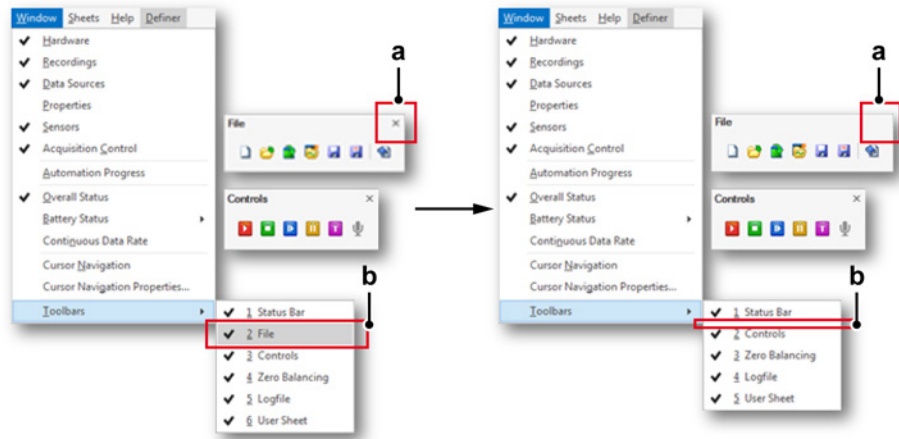 Window Sheets Help Definer
Hardware
Recordings
Data Sources
Properties
Sensors
Acquisition Control
Automation Progress
Overall Status
Battery Status
Continuous Data Rate
Cursor Navigation
Cursor Navigation Properties...
Toolbars
1 Status Bar
2 File
3 Controls
4 Zero Balancing
5 Logfile
6 User Sheet
a
File
Controls
T
b
Window Sheets Help Definer
Hardware
Recordings
Data Sources
Properties
Sensors
Acquisition Control
Automation Progress
Overall Status
Battery Status
Continuous Data Rate
Cursor Navigation
Cursor Navigation Properties...
Toolbars
1 Status Bar
2 Controls
3 Zero Balancing
4 Logfile
5 User Sheet
a
File
Controls
T
b